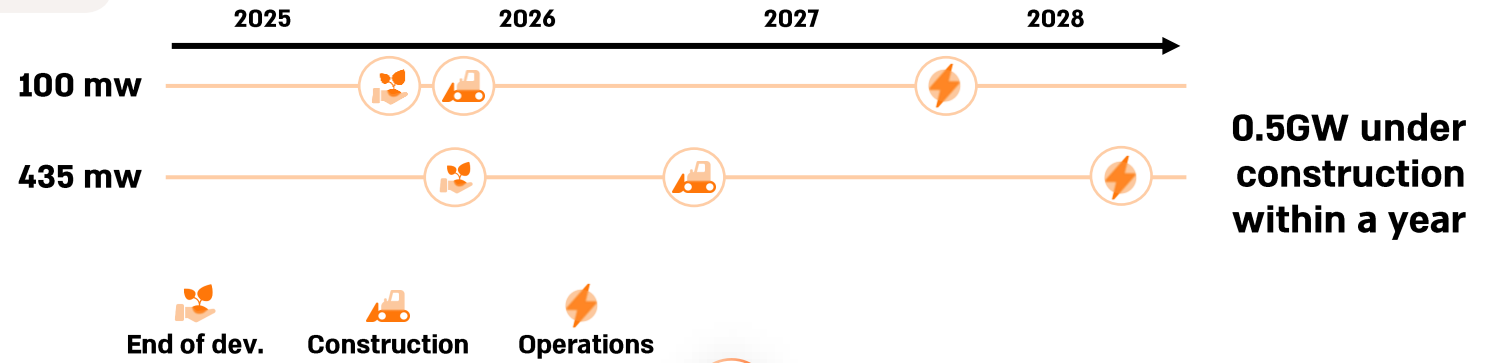 2025 2026 2027 2028
100 mw
435 mw
0.5GW under
construction
within a year
End of dev. Construction Operations